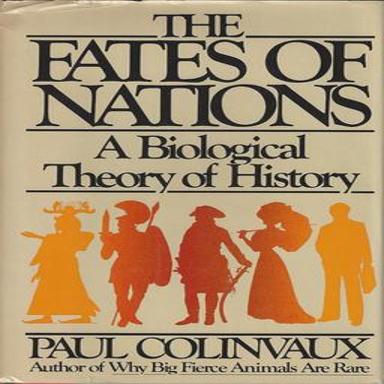 THE
FATES OF
NATIONS
A Biological
Theory of History
PAUL COLINVAUX
Author of Why Big Fierce Animals Are Rare